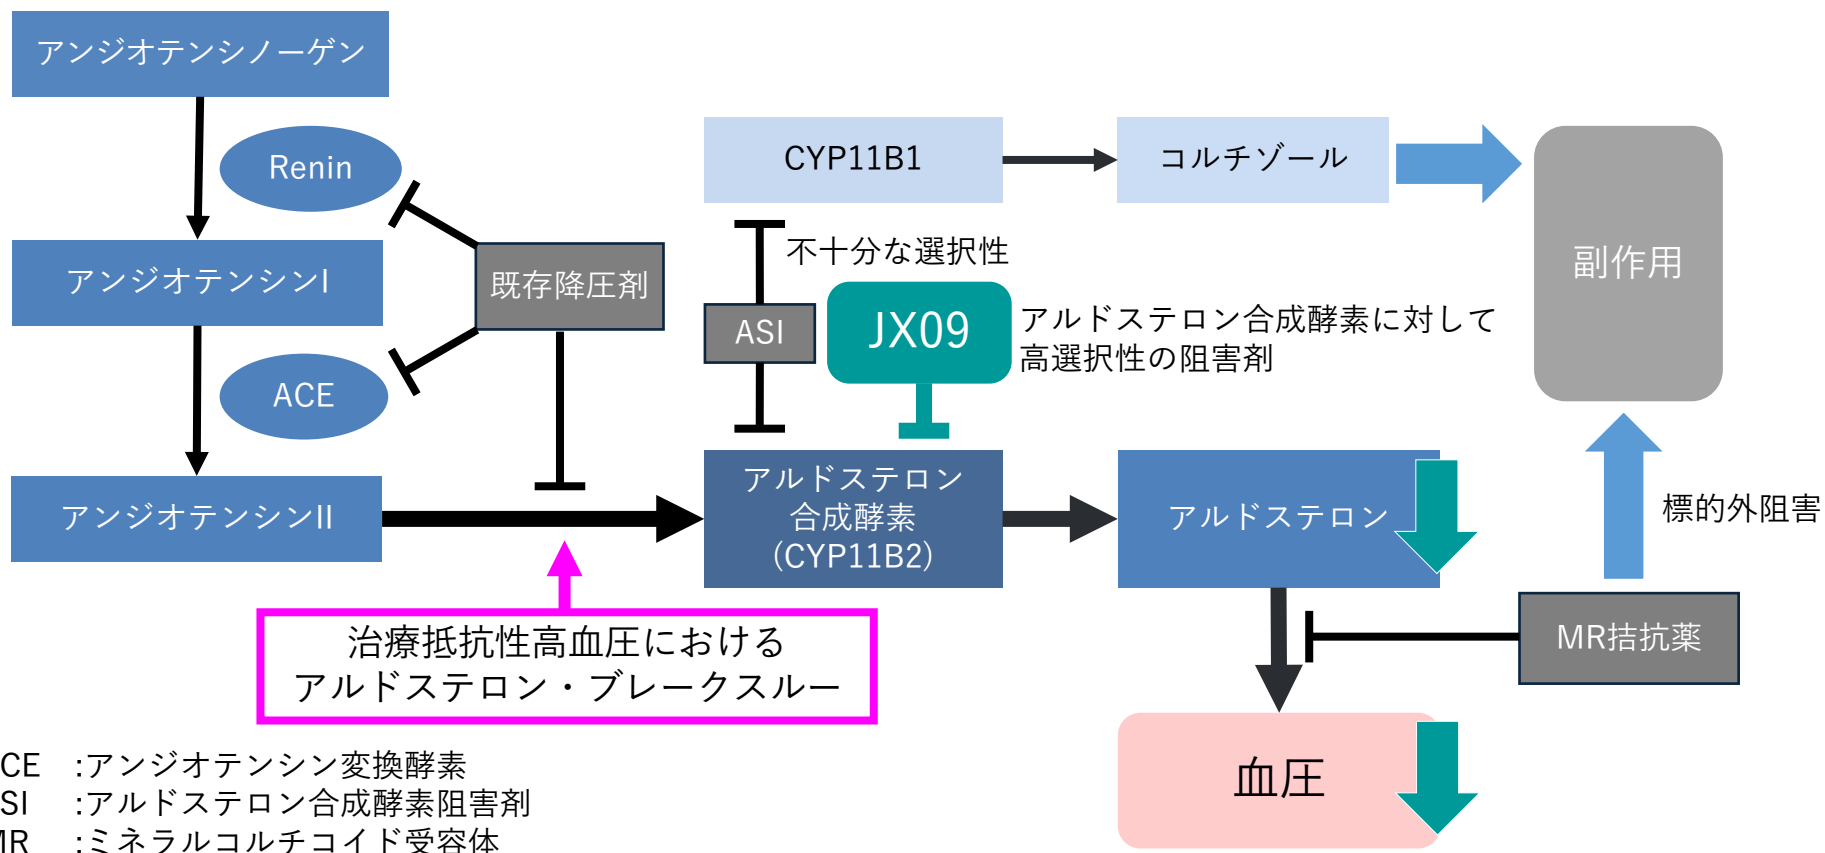 アンジオテンシノーゲン
Renin
アンジオテンシンI
ACE
アンジオテンシンII
既存降圧剤
CYP11B1
コルチゾール
副作用
不十分な選択性
ASI
JX09
アルドステロン合成酵素に対して
高選択性の阻害剤
アルドステロン
合成酵素
(CYP11B2)
アルドステロン
標的外阻害
MR拮抗薬
治療抵抗性高血圧における
アルドステロン・ブレークスルー
血圧
CE :アンジオテンシン変換酵素
SI :アルドステロン合成酵素阻害剤
MR :ミネラルコルチコイド受容体